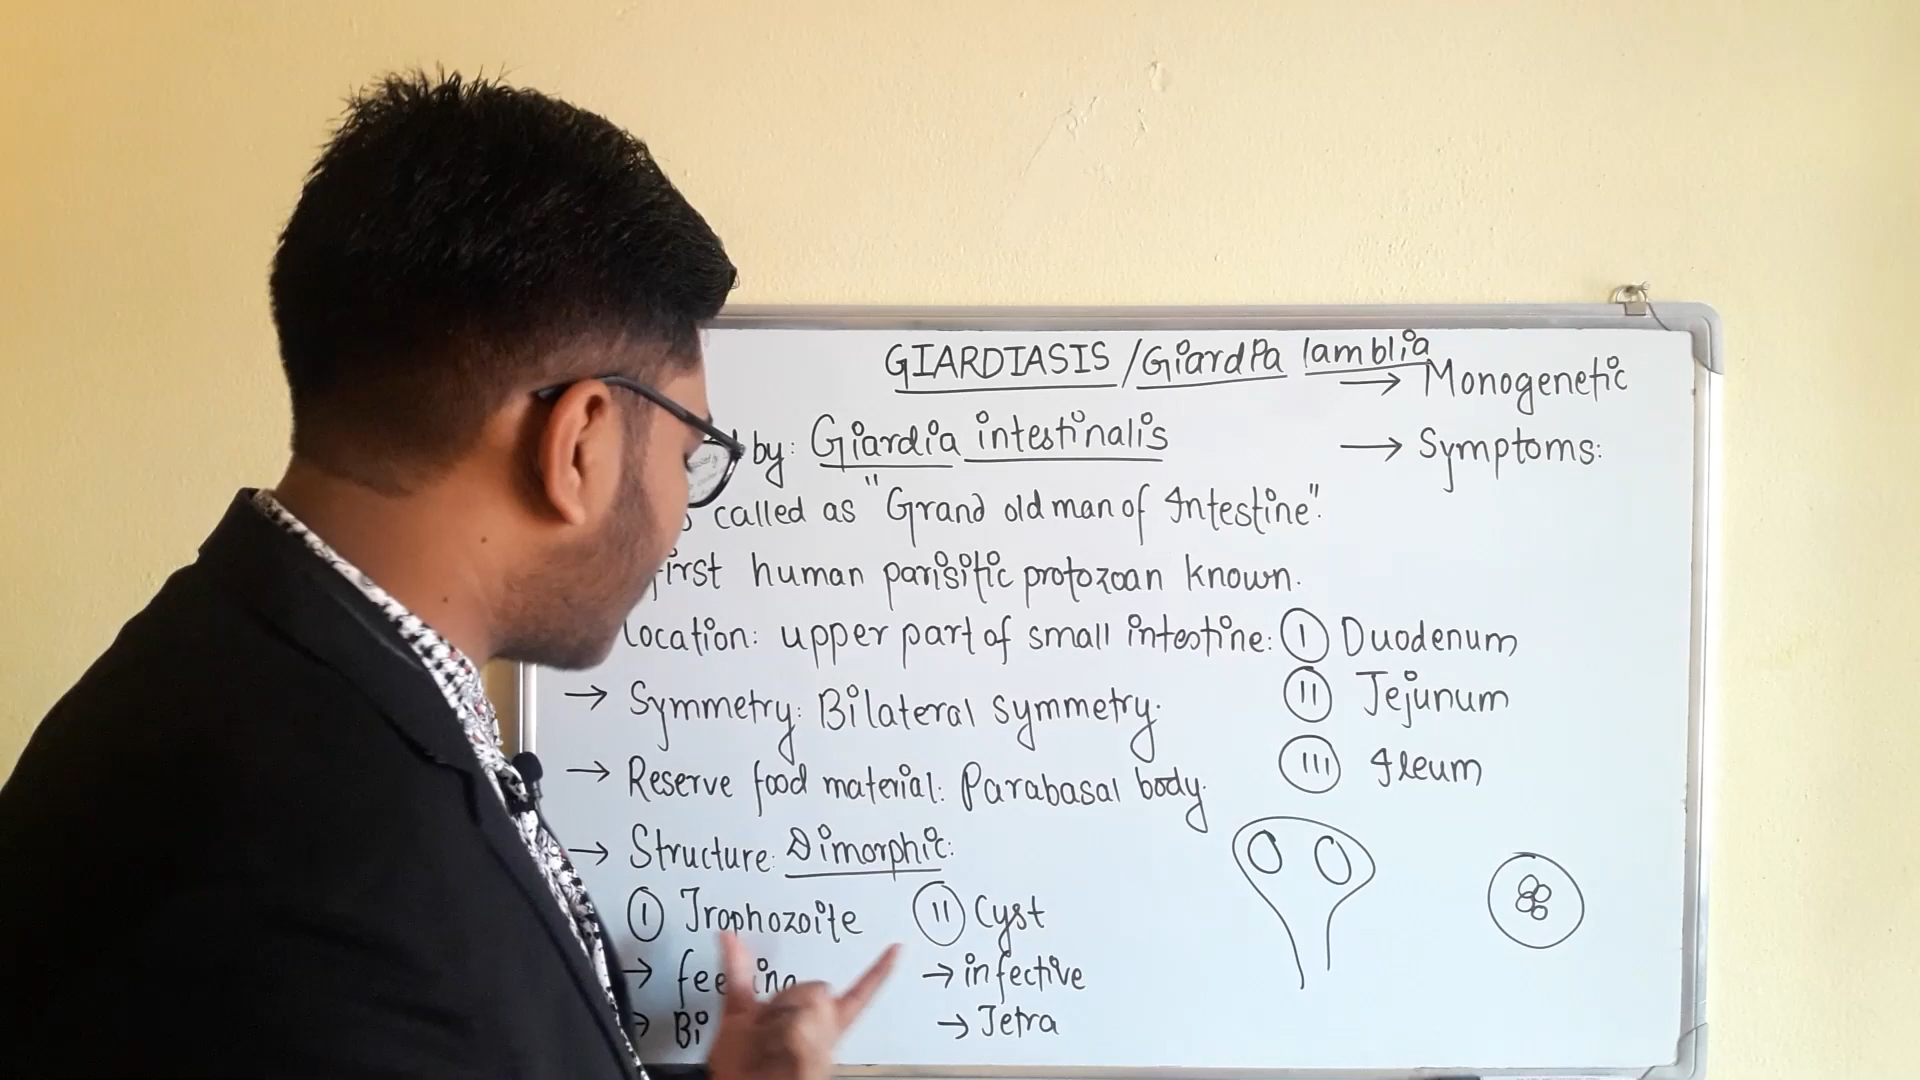 GIARDIASIS / Giardia lamblia
by: Giardia intestinalis
called as "Grand old man of Intestine".
first human parisitic protozoan known.
Location: upper part of small intestine: I Duodenum
II Jejunum
III Ileum
→ Symmetry: Bilateral symmetry.
→ Reserve food material: Parabasal body.
→ Structure: Dimorphic:
I Trophozoite
→ feeding
→ Bi
II Cyst
→ infective
→ Tetra
→ Monogenetic
→ Symptoms: